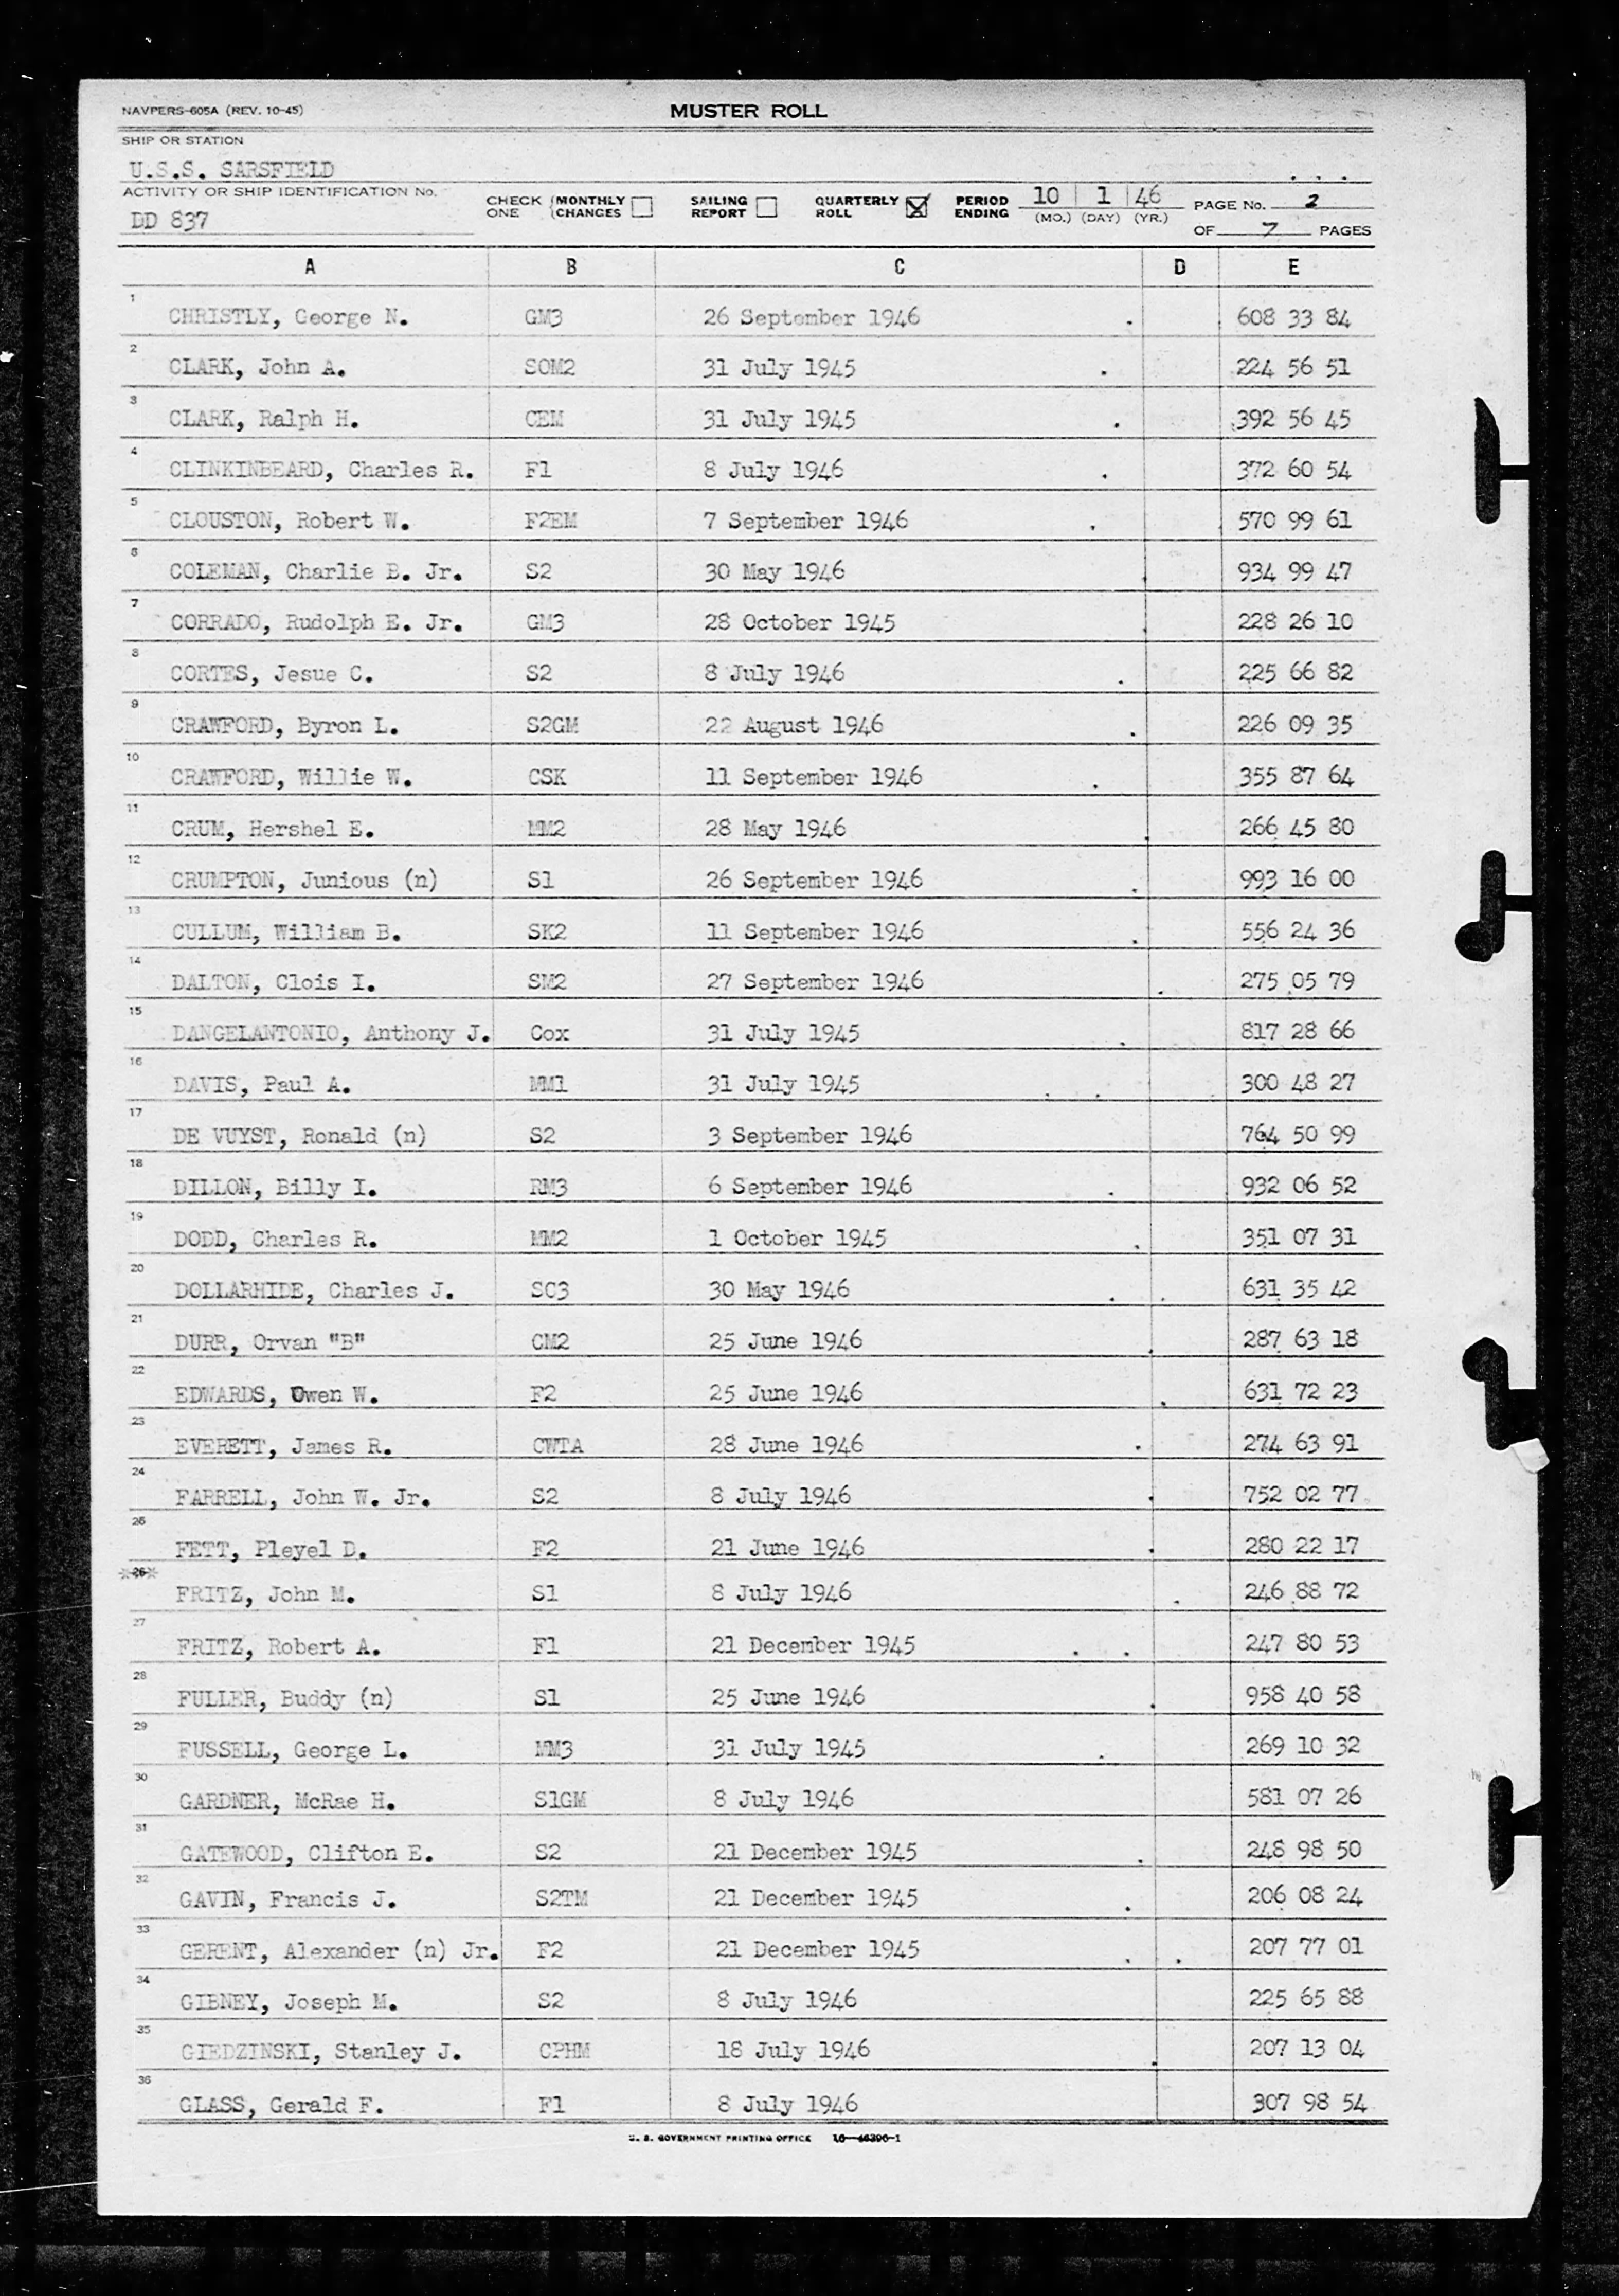 NAVPERS-605A (REV. 10-45)
MUSTER ROLL
SHIP OR STATION
U.S.S. SARSFIELD
ACTIVITY OR SHIP IDENTIFICATION No.
DD 837
CHECK ONE MONTHLY CHANGES SAILING REPORT QUARTERLY ROLL X PERIOD ENDING 10 1 46 (MO.) (DAY) (YR.)
PAGE No. 2
OF 7 PAGES
A B C D E
1 CHRISTLY, George N. GM3 26 September 1946 608 33 84
2 CLARK, John A. SOM2 31 July 1945 224 56 51
3 CLARK, Ralph H. CEM 31 July 1945 392 56 45
4 CLINKINBEARD, Charles R. F1 8 July 1946 372 60 54
5 CLOUSTON, Robert W. F2EM 7 September 1946 570 99 61
6 COLEMAN, Charlie B. Jr. S2 30 May 1946 934 99 47
7 CORRADO, Rudolph E. Jr. GM3 28 October 1945 228 26 10
8 CORTES, Jesue C. S2 8 July 1946 225 66 82
9 CRAWFORD, Byron L. S2GM 22 August 1946 226 09 35
10 CRAWFORD, Willie W. CSK 11 September 1946 355 87 64
11 CRUM, Hershel E. MM2 28 May 1946 266 45 80
12 CRUMPTON, Junious (n) S1 26 September 1946 993 16 00
13 CULLUM, William B. SK2 11 September 1946 556 24 36
14 DALTON, Clois I. SM2 27 September 1946 275 05 79
15 DANGELANTONIO, Anthony J. Cox 31 July 1945 817 28 66
16 DAVIS, Paul A. MM1 31 July 1945 300 48 27
17 DE VUYST, Ronald (n) S2 3 September 1946 764 50 99
18 DILLON, Billy I. RM3 6 September 1946 932 06 52
19 DODD, Charles R. MM2 1 October 1945 351 07 31
20 DOLLARHIDE, Charles J. SC3 30 May 1946 631 35 42
21 DURR, Orvan "B" CM2 25 June 1946 287 63 18
22 EDWARDS, Owen W. F2 25 June 1946 631 72 23
23 EVERETT, James R. CWTA 28 June 1946 274 63 91
24 FARRELL, John W. Jr. S2 8 July 1946 752 02 77
25 FETT, Pleyel D. F2 21 June 1946 280 22 17
26 FRITZ, John M. S1 8 July 1946 246 88 72
27 FRITZ, Robert A. F1 21 December 1945 247 80 53
28 FULLER, Buddy (n) S1 25 June 1946 958 40 58
29 FUSSELL, George L. MM3 31 July 1945 269 10 32
30 GARDNER, McRae H. S1GM 8 July 1946 581 07 26
31 GATEWOOD, Clifton E. S2 21 December 1945 248 98 50
32 GAVIN, Francis J. S2TM 21 December 1945 206 08 24
33 GERENT, Alexander (n) Jr. F2 21 December 1945 207 77 01
34 GIBNEY, Joseph M. S2 8 July 1946 225 65 88
35 GIEDZINSKI, Stanley J. CPHM 18 July 1946 207 13 04
36 GLASS, Gerald F. F1 8 July 1946 307 98 54
U. S. GOVERNMENT PRINTING OFFICE 16—46396-1